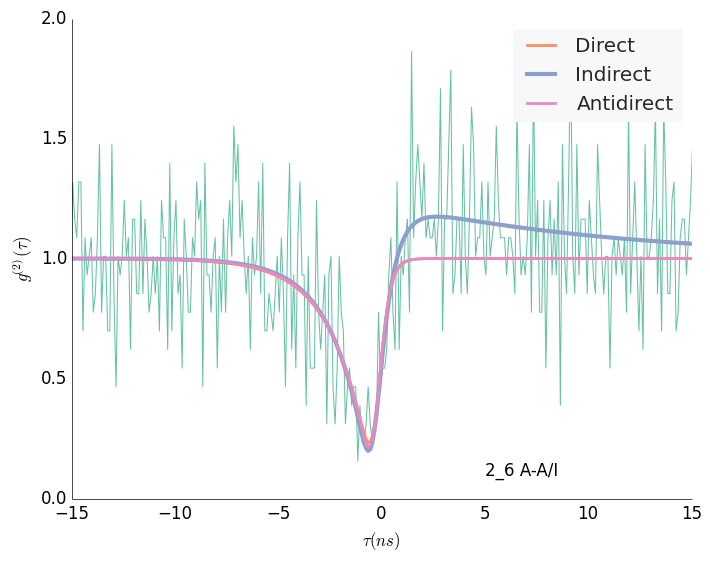 2.0
1.5
1.0
0.5
0.0
g⁽²⁾(τ)
Direct
Indirect
Antidirect
2_6 A-A/I
−15 −10 −5 0 5 10 15
τ(ns)